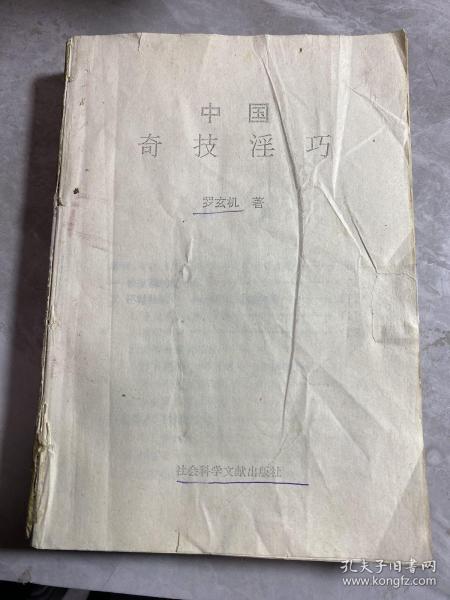 中国
奇技淫巧
罗玄机 著
社会科学文献出版社
孔夫子旧书网
www.kongfz.com